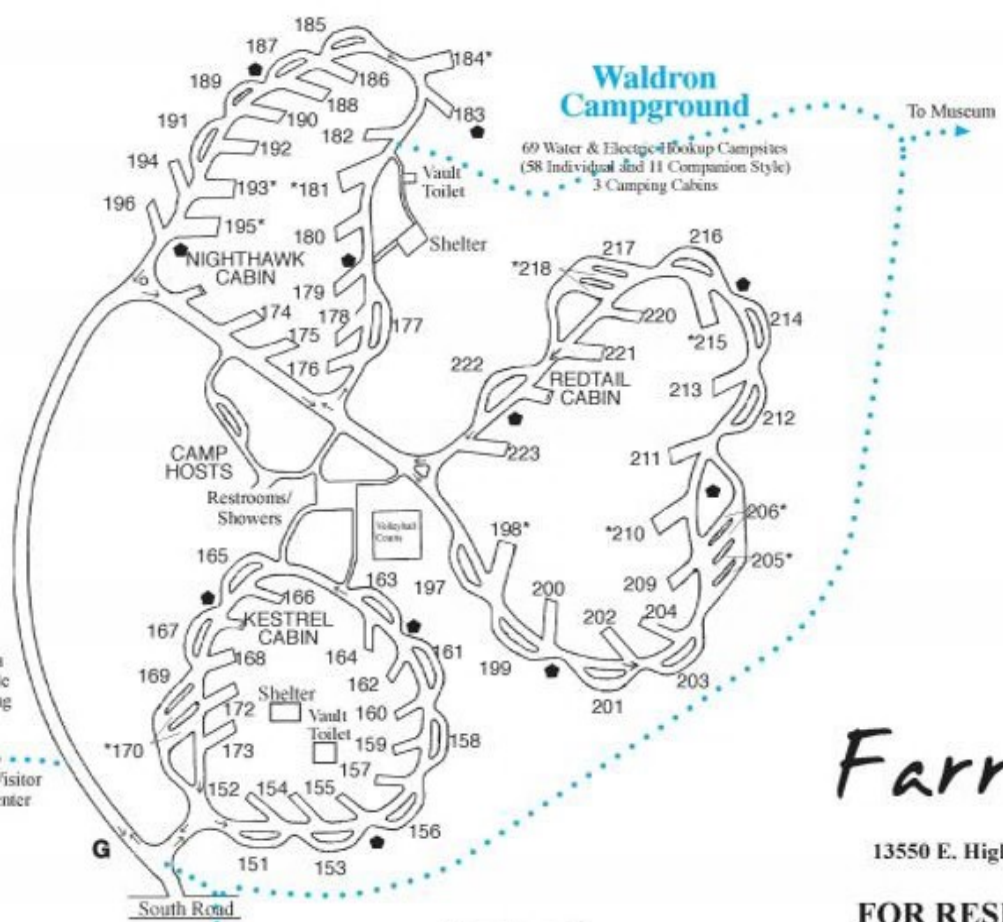 Waldron
Campground
69 Water & Electric Hookup Campsites
(58 Individual and 11 Companion Style)
3 Camping Cabins
To Museum
185
187
184*
189
186
188
183
191
190
182
192
194
193*
*181
Vault
Toilet
196
195*
180
Shelter
NIGHTHAWK
CABIN
179
174
178
177
175
176
216
217
*218
220
214
*215
221
222
REDTAIL
CABIN
213
212
223
211
CAMP
HOSTS
Restrooms/
Showers
Volleyball
Courts
206*
*210
198*
205*
165
163
197
209
166
200
202
204
KESTREL
CABIN
167
164
161
199
168
162
203
169
201
Shelter
172
160
Vault
Toilet
*170
173
159
158
157
152
154
155
156
151
153
G
South Road
Farr
13550 E. High
FOR RES